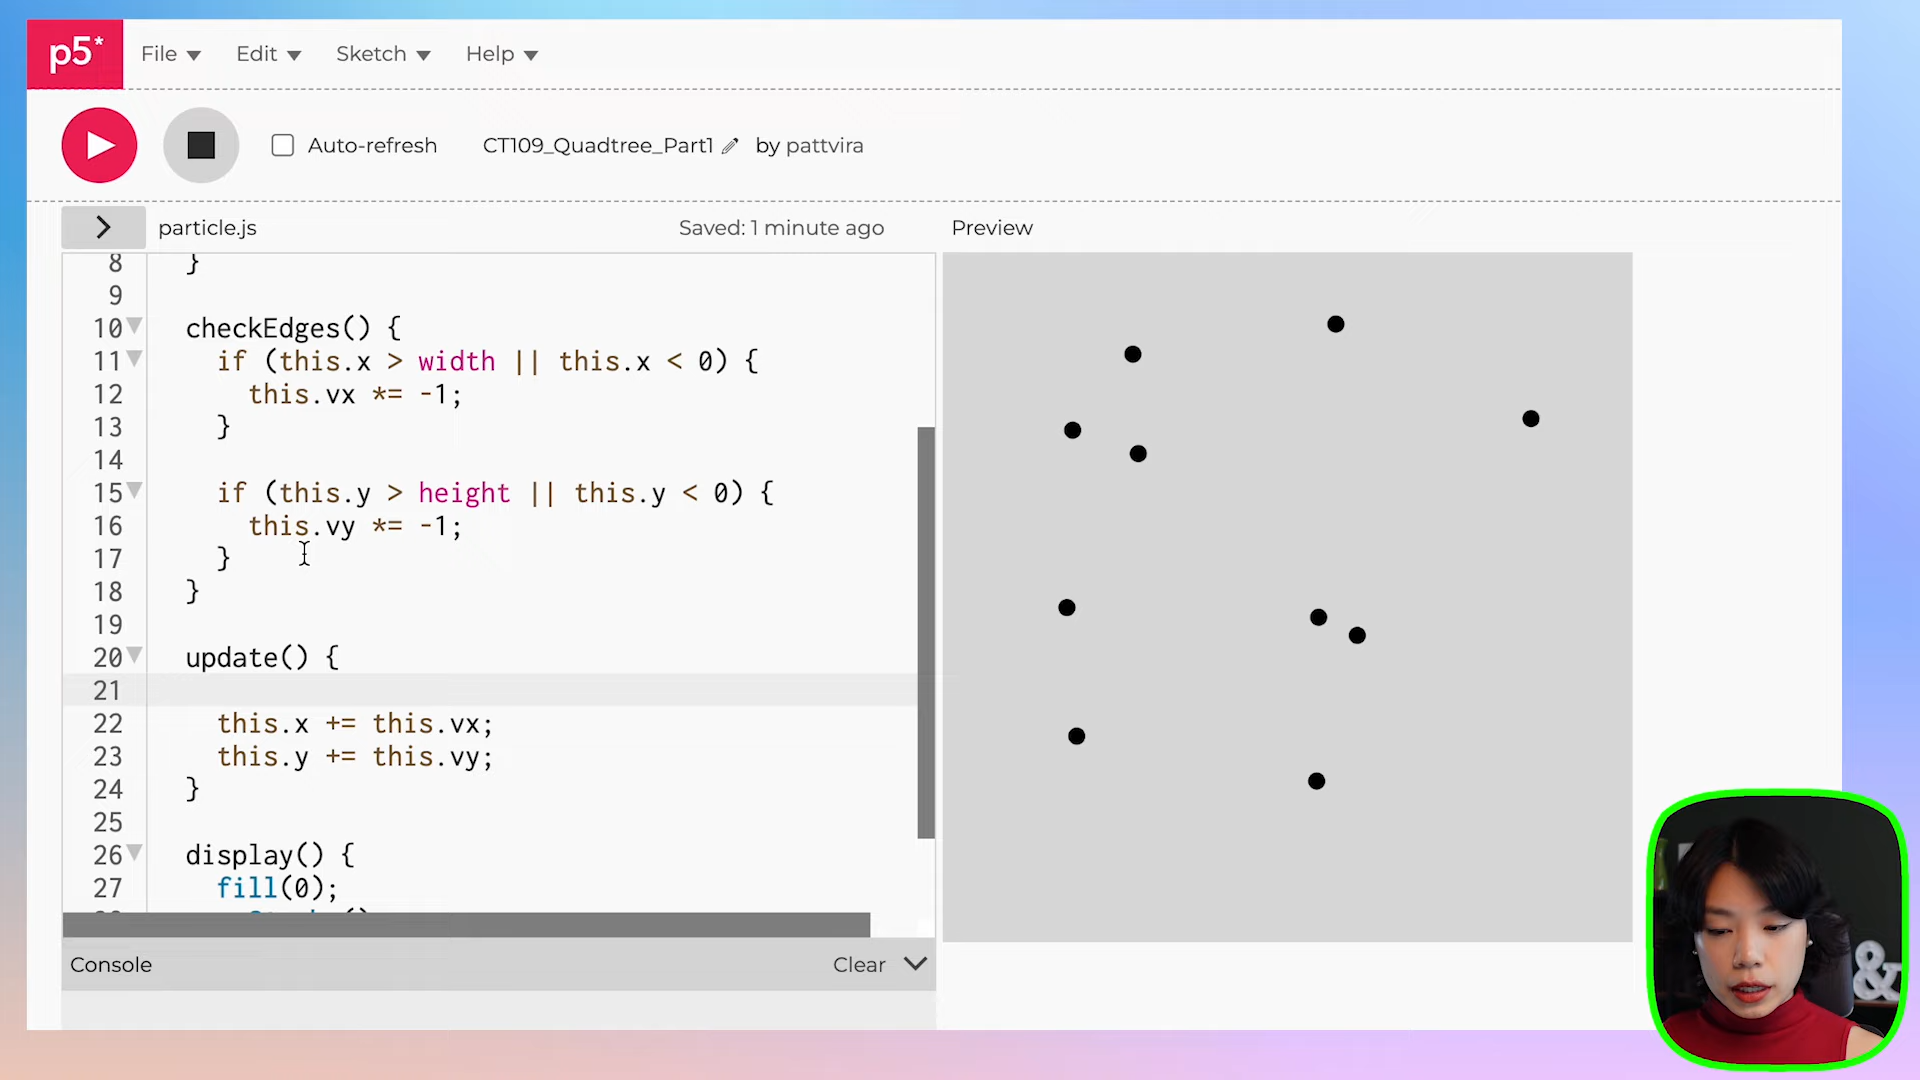 p5*
File
Edit
Sketch
Help
Auto-refresh
CT109_Quadtree_Part1
by pattvira
particle.js
Saved: 1 minute ago
Preview
8 }
9
10 checkEdges() {
11 if (this.x > width || this.x < 0) {
12 this.vx *= -1;
13 }
14
15 if (this.y > height || this.y < 0) {
16 this.vy *= -1;
17 }
18 }
19
20 update() {
21
22 this.x += this.vx;
23 this.y += this.vy;
24 }
25
26 display() {
27 fill(0);
Console
Clear
&